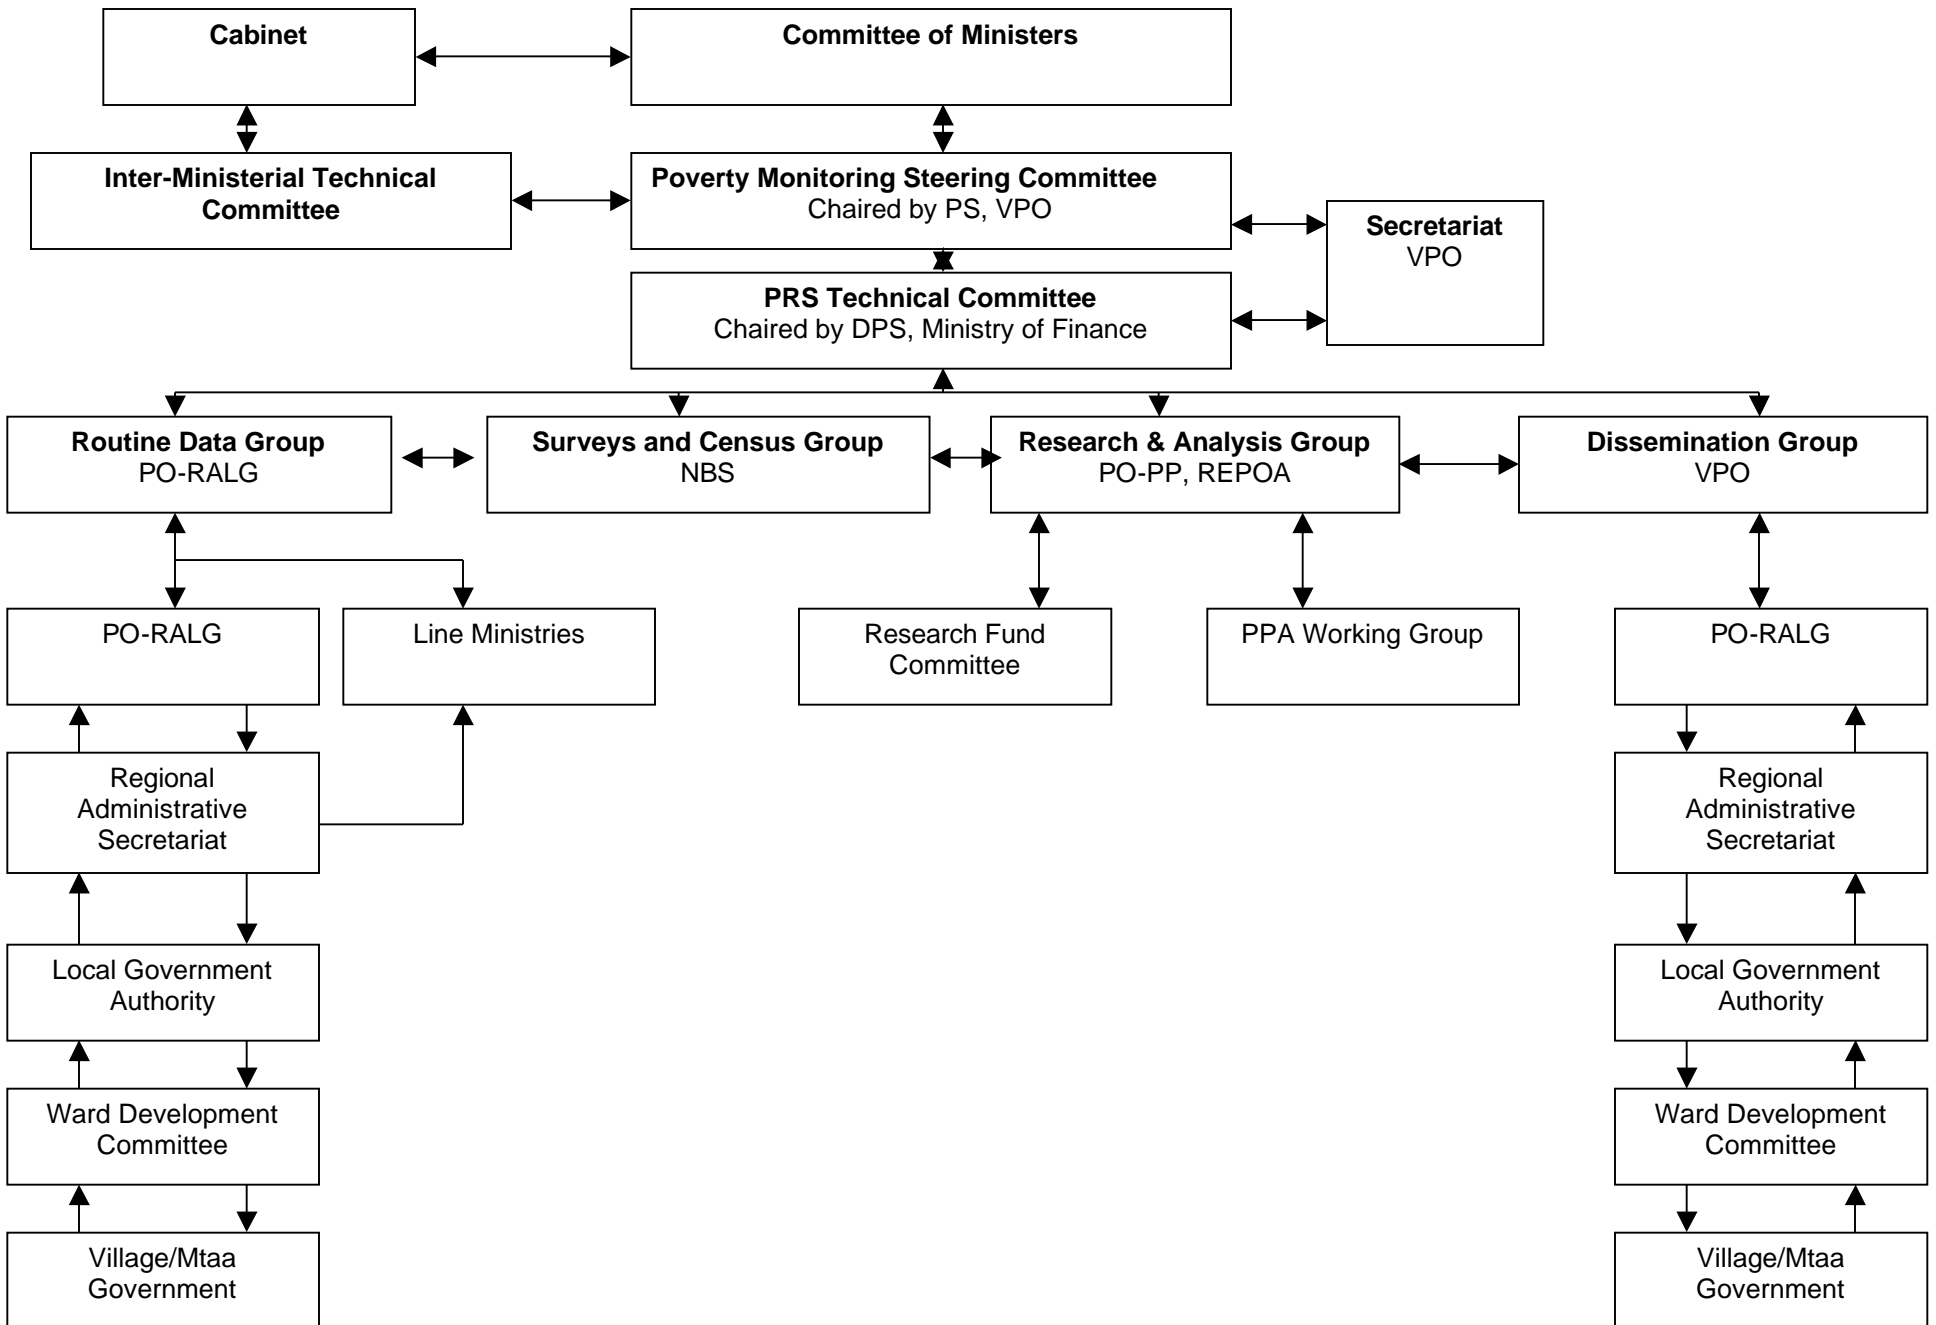 Cabinet
Committee of Ministers
Inter-Ministerial Technical
Committee
Poverty Monitoring Steering Committee
Chaired by PS, VPO
Secretariat
VPO
PRS Technical Committee
Chaired by DPS, Ministry of Finance
Routine Data Group
PO-RALG
Surveys and Census Group
NBS
Research & Analysis Group
PO-PP, REPOA
Dissemination Group
VPO
PO-RALG
Line Ministries
Research Fund
Committee
PPA Working Group
PO-RALG
Regional
Administrative
Secretariat
Regional
Administrative
Secretariat
Local Government
Authority
Local Government
Authority
Ward Development
Committee
Ward Development
Committee
Village/Mtaa
Government
Village/Mtaa
Government